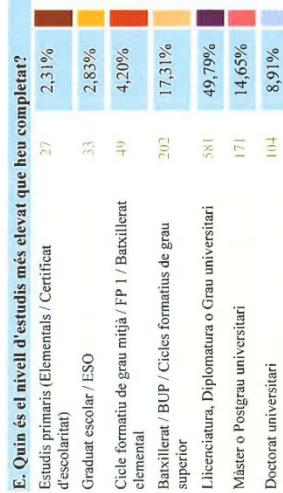 E. Quin és el nivell d'estudis més elevat que heu completat?
Estudis primaris (Elementals / Certificat
d'escolaritat) 27 2,31%
Graduat escolar / ESO 33 2,83%
Cicle formatiu de grau mitjà / FP 1 / Batxillerat
elemental 49 4,20%
Batxillerat / BUP / Cicles formatius de grau
superior 202 17,31%
Llicenciatura, Diplomatura o Grau universitari 581 49,79%
Máster o Postgrau universitari 171 14,65%
Doctorat universitari 104 8,91%